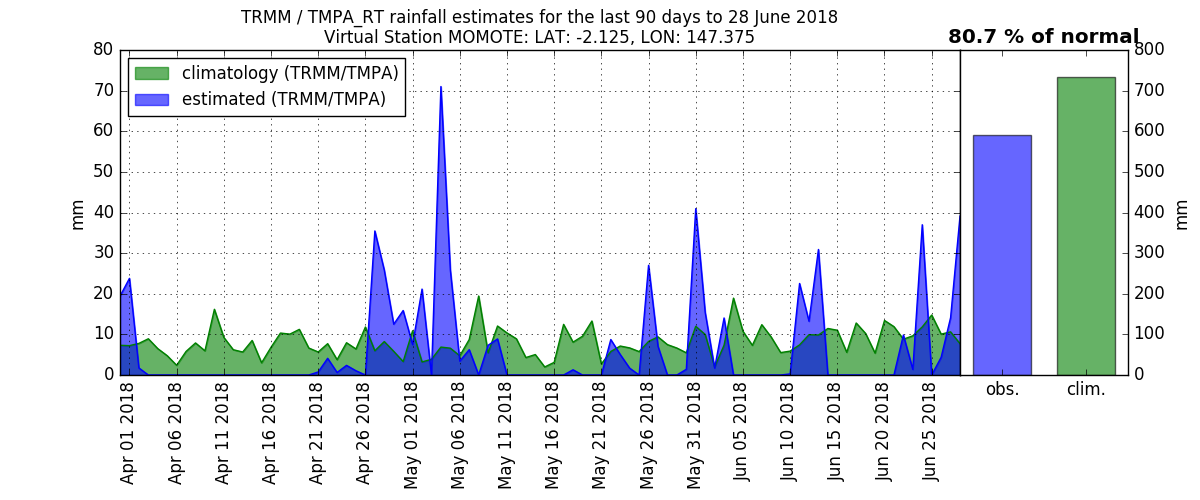 TRMM / TMPA_RT rainfall estimates for the last 90 days to 28 June 2018
Virtual Station MOMOTE: LAT: -2.125, LON: 147.375
80.7 % of normal
climatology (TRMM/TMPA)
estimated (TRMM/TMPA)
mm
80
70
60
50
40
30
20
10
0
Apr 01 2018
Apr 06 2018
Apr 11 2018
Apr 16 2018
Apr 21 2018
Apr 26 2018
May 01 2018
May 06 2018
May 11 2018
May 16 2018
May 21 2018
May 26 2018
May 31 2018
Jun 05 2018
Jun 10 2018
Jun 15 2018
Jun 20 2018
Jun 25 2018
obs.
clim.
800
700
600
500
400
300
200
100
0
mm